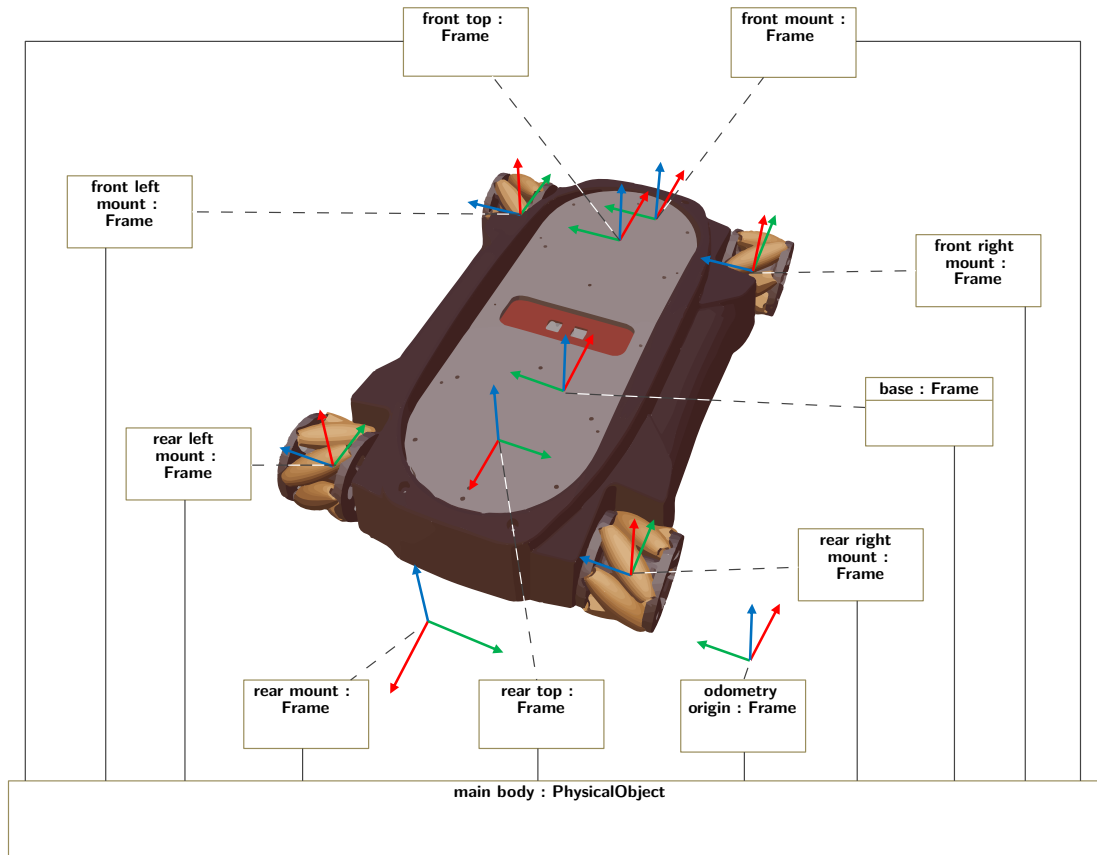 front top :
Frame
front mount :
Frame
front left
mount :
Frame
front right
mount :
Frame
base : Frame
rear left
mount :
Frame
rear right
mount :
Frame
rear mount :
Frame
rear top :
Frame
odometry
origin : Frame
main body : PhysicalObject